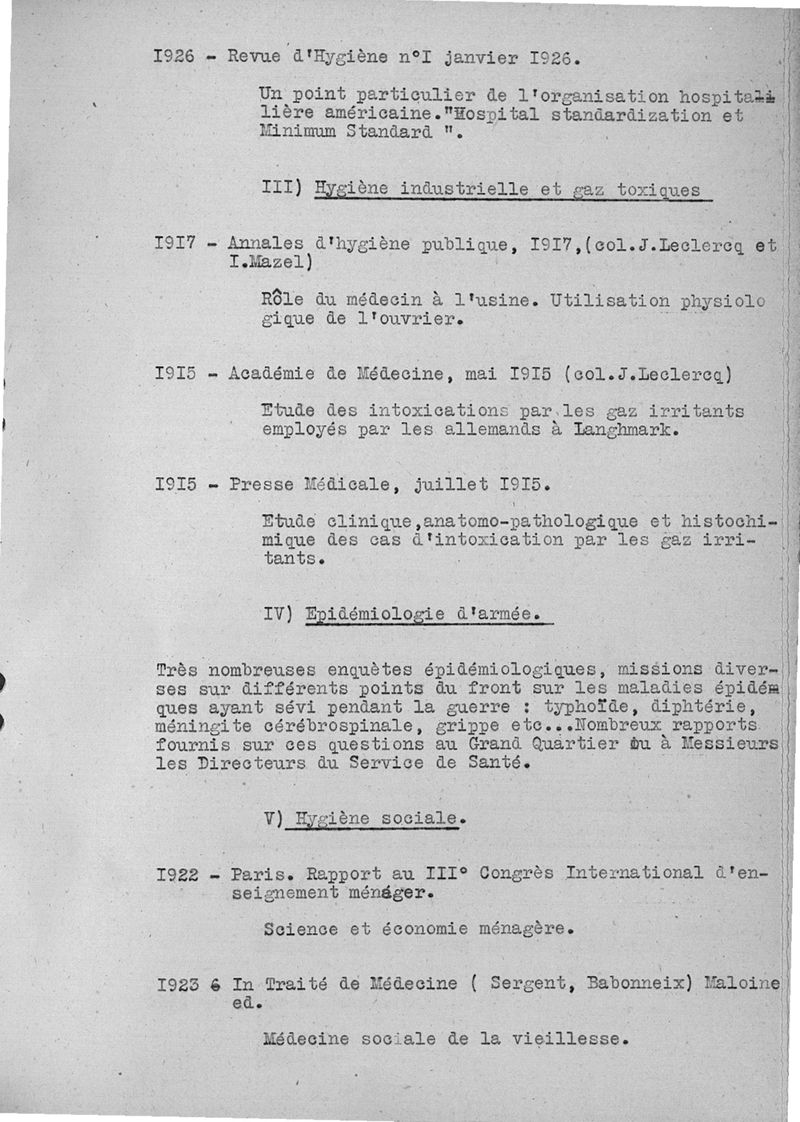 I926 - Revue d'Hygiène n°I janvier I926.
Un point particulier de l'organisation hospitali
lière américaine."Hospital standardization et
Minimum Standard ".
III) Hygiène industrielle et gaz toxiques
I9I7 - Annales d'hygiène publique, I9I7,(col.J.Leclercq et
I.Mazel)
Rôle du médecin à l'usine. Utilisation physiolo
gique de l'ouvrier.
I9I5 - Académie de Médecine, mai I9I5 (col.J.Leclercq)
Etude des intoxications par les gaz irritants
employés par les allemands à Langhmark.
I9I5 - Presse Médicale, juillet I9I5.
Etude clinique,anatomo-pathologique et histochi-
mique des cas d'intoxication par les gaz irri-
tants.
IV) Epidémiologie d'armée.
Très nombreuses enquètes épidémiologiques, missions diver-
ses sur différents points du front sur les maladies épidém
ques ayant sévi pendant la guerre : typhoïde, diphtérie,
méningite cérébrospinale, grippe etc...Nombreux rapports
fournis sur ces questions au Grand Quartier ou à Messieurs
les Directeurs du Service de Santé.
V) Hygiène sociale.
I922 - Paris. Rapport au III° Congrès International d'en-
seignement ménager.
Science et économie ménagère.
I923 6 In Traité de Médecine ( Sergent, Babonneix) Maloine
ed.
Médecine sociale de la vieillesse.